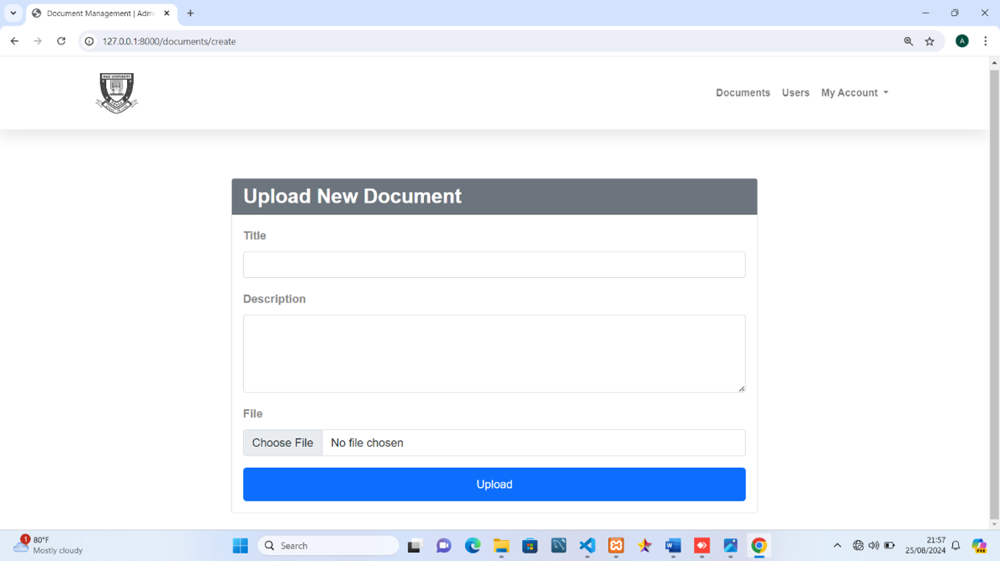 Document Management | Adm
127.0.0.1:8000/documents/create
A
Documents Users My Account
Upload New Document
Title
Description
File
Choose File No file chosen
Upload
1
80°F
Mostly cloudy
Search
21:57
25/08/2024